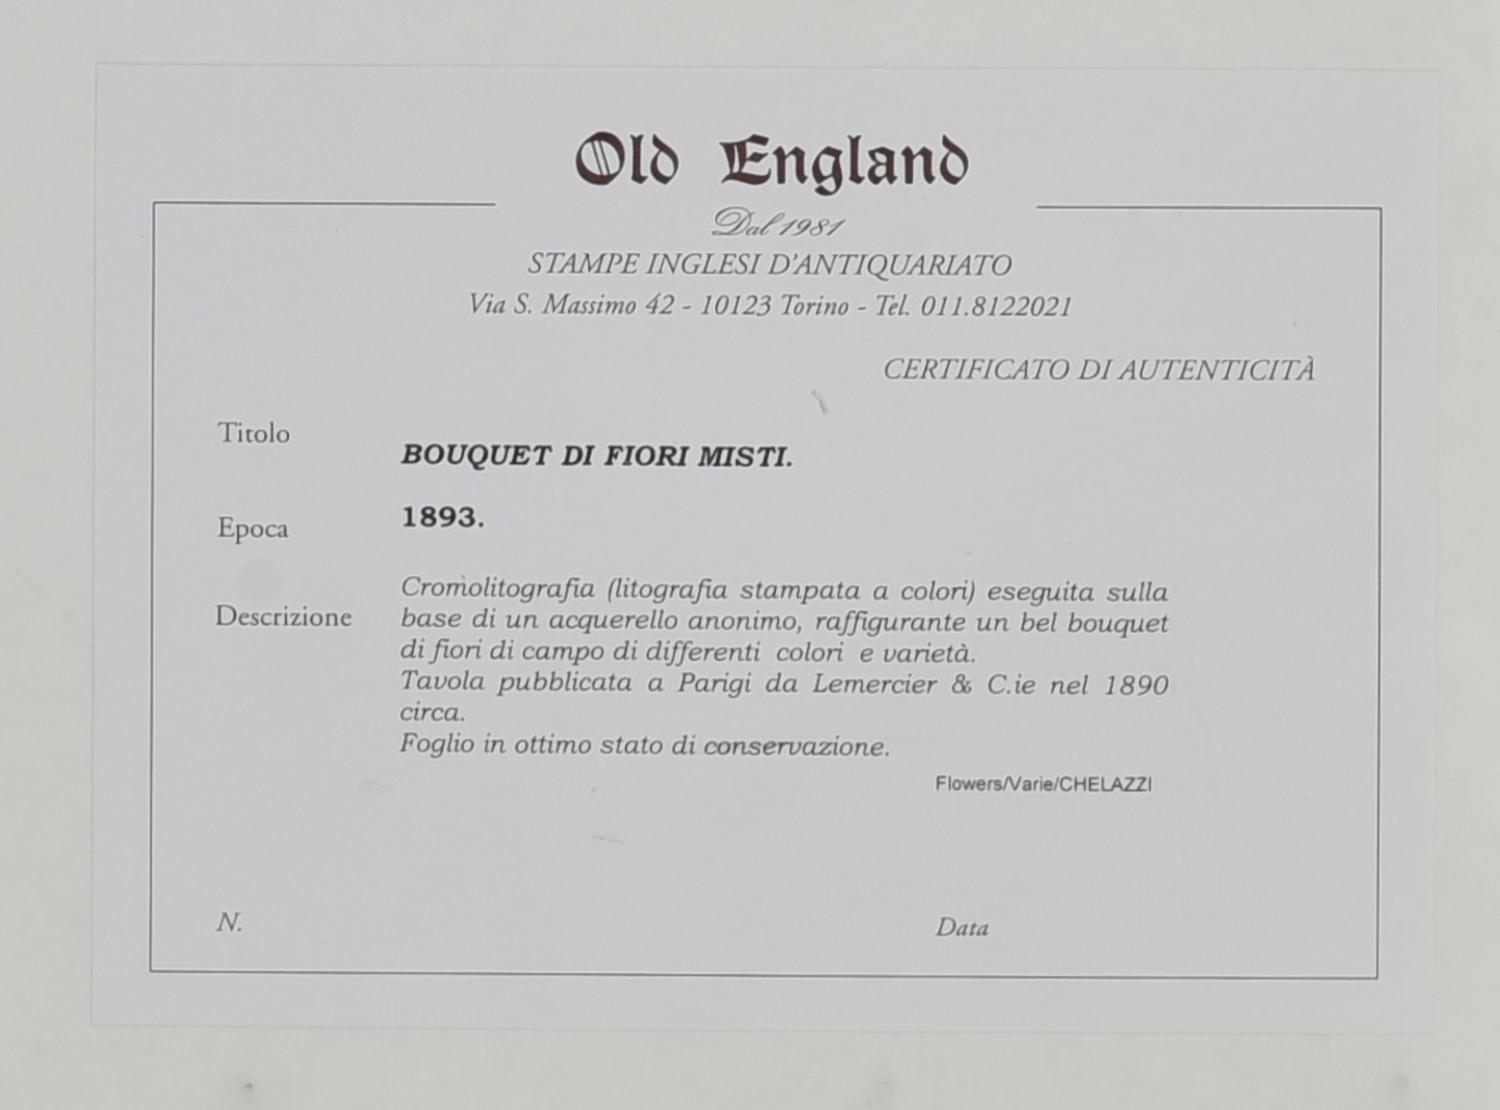 Old England
Dal 1981
STAMPE INGLESI D'ANTIQUARIATO
Via S. Massimo 42 - 10123 Torino - Tel. 011.8122021
CERTIFICATO DI AUTENTICITÀ
Titolo
BOUQUET DI FIORI MISTI.
Epoca
1893.
Descrizione
Cromolitografia (litografia stampata a colori) eseguita sulla
base di un acquerello anonimo, raffigurante un bel bouquet
di fiori di campo di differenti colori e varietà.
Tavola pubblicata a Parigi da Lemercier & C.ie nel 1890
circa.
Foglio in ottimo stato di conservazione.
Flowers/Varie/CHELAZZI
N.
Data